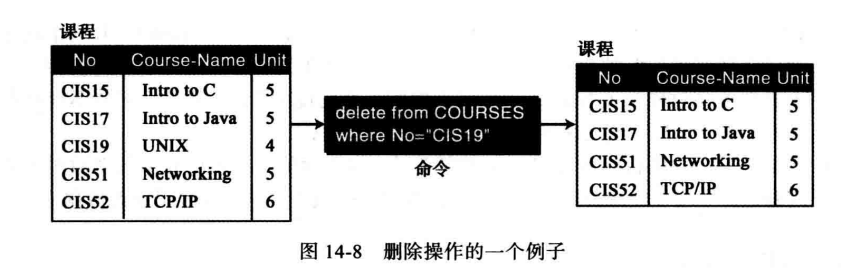 课程
No Course-Name Unit
CIS15 Intro to C 5
CIS17 Intro to Java 5
CIS19 UNIX 4
CIS51 Networking 5
CIS52 TCP/IP 6
delete from COURSES
where No="CIS19"
命令
课程
No Course-Name Unit
CIS15 Intro to C 5
CIS17 Intro to Java 5
CIS51 Networking 5
CIS52 TCP/IP 6
图 14-8 删除操作的一个例子